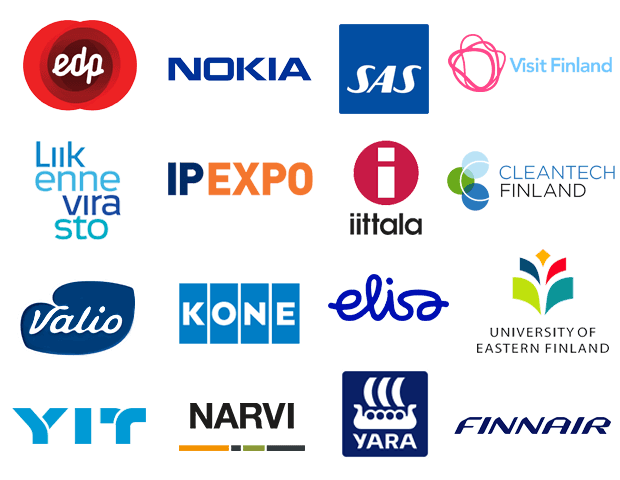 edp
NOKIA
SAS
Visit Finland
Liik
enne
vira
sto
IP EXPO
i
iittala
CLEANTECH
FINLAND
Valio
KONE
elisa
UNIVERSITY OF
EASTERN FINLAND
YIT
NARVI
YARA
FINNAIR